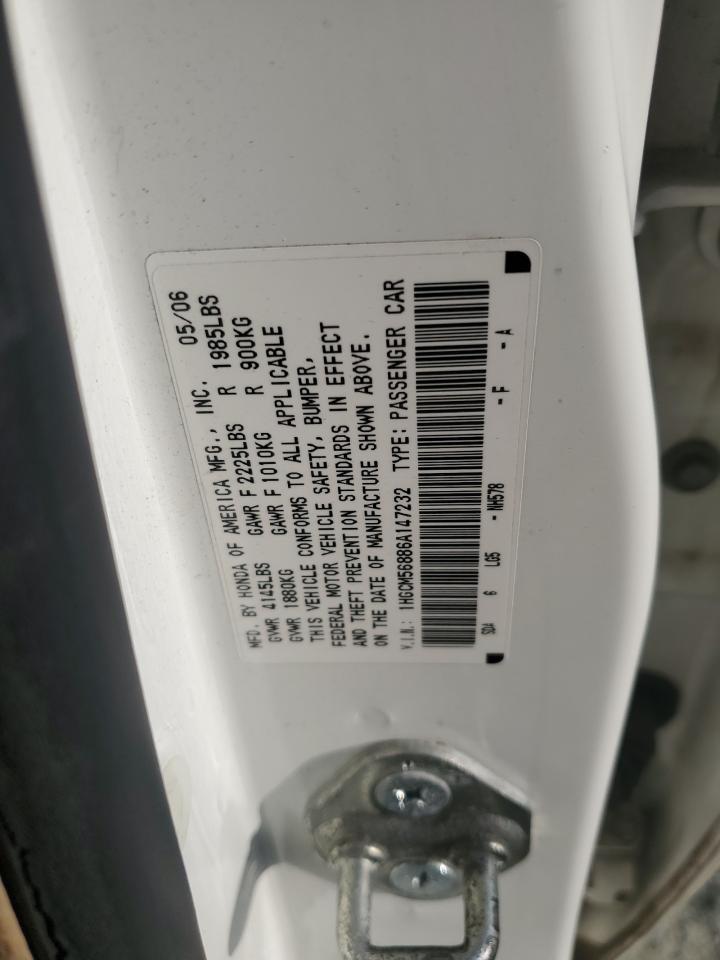 MFD. BY HONDA OF AMERICA MFG., INC. 05/06
GVWR 4145LBS GAWR F 2225LBS R 1985LBS
GVWR 1880KG GAWR F 1010KG R 900KG
THIS VEHICLE CONFORMS TO ALL APPLICABLE
FEDERAL MOTOR VEHICLE SAFETY, BUMPER,
AND THEFT PREVENTION STANDARDS IN EFFECT
ON THE DATE OF MANUFACTURE SHOWN ABOVE.
V.I.N.: 1HGCM56886A147232 TYPE: PASSENGER CAR
SDA 6 LG5 - NH578 - F - A